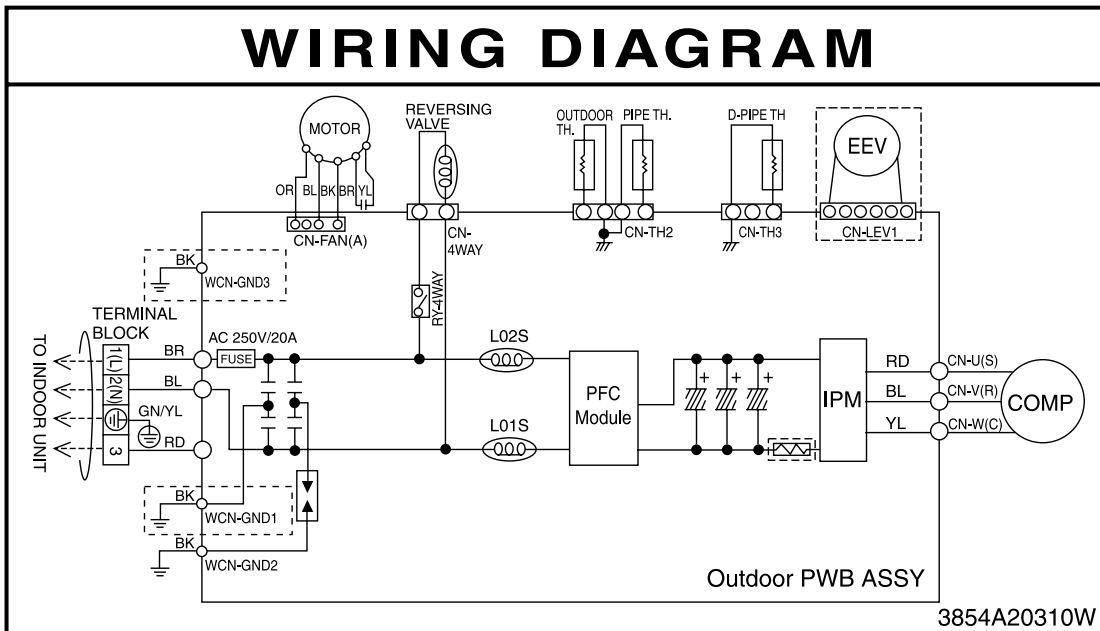 WIRING DIAGRAM
MOTOR
OR BL BK BR YL
CN-FAN(A)
REVERSING
VALVE
CN-
4WAY
RY-4WAY
OUTDOOR
TH.
PIPE TH.
CN-TH2
D-PIPE TH
CN-TH3
EEV
CN-LEV1
BK
WCN-GND3
TERMINAL
BLOCK
TO INDOOR UNIT
1(L)
2(N)
3
BR
BL
GN/YL
RD
AC 250V/20A
FUSE
L02S
L01S
PFC
Module
+
+
+
IPM
RD
BL
YL
CN-U(S)
CN-V(R)
CN-W(C)
COMP
BK
WCN-GND1
BK
WCN-GND2
Outdoor PWB ASSY
3854A20310W